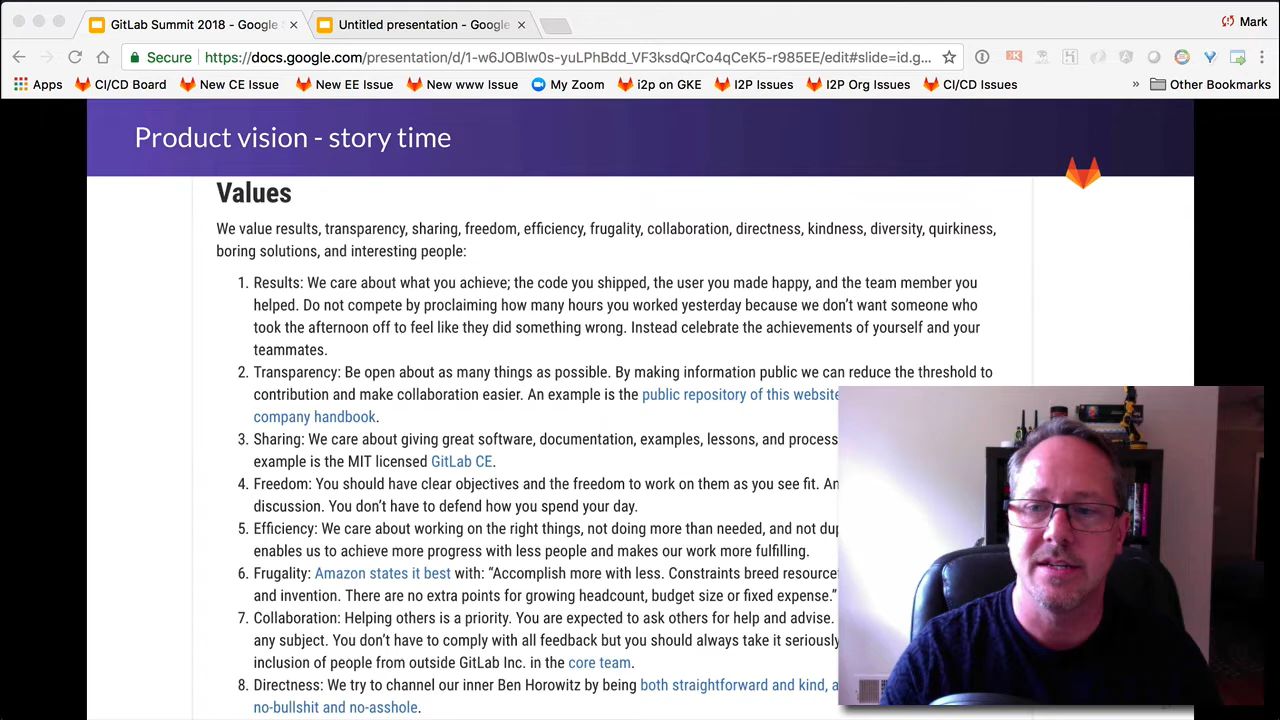 GitLab Summit 2018 - Google
Untitled presentation - Google
Mark
Secure
https://docs.google.com/presentation/d/1-w6JOBlw0s-yuLPhBdd_VF3ksdQrCo4qCeK5-r985EE/edit#slide=id.g...
Apps
CI/CD Board
New CE Issue
New EE Issue
New www Issue
My Zoom
i2p on GKE
I2P Issues
I2P Org Issues
CI/CD Issues
»
Other Bookmarks
Product vision - story time
Values
We value results, transparency, sharing, freedom, efficiency, frugality, collaboration, directness, kindness, diversity, quirkiness,
boring solutions, and interesting people:
1. Results: We care about what you achieve; the code you shipped, the user you made happy, and the team member you
helped. Do not compete by proclaiming how many hours you worked yesterday because we don't want someone who
took the afternoon off to feel like they did something wrong. Instead celebrate the achievements of yourself and your
teammates.
2. Transparency: Be open about as many things as possible. By making information public we can reduce the threshold to
contribution and make collaboration easier. An example is the public repository of this website
company handbook.
3. Sharing: We care about giving great software, documentation, examples, lessons, and process
example is the MIT licensed GitLab CE.
4. Freedom: You should have clear objectives and the freedom to work on them as you see fit. An
discussion. You don't have to defend how you spend your day.
5. Efficiency: We care about working on the right things, not doing more than needed, and not dup
enables us to achieve more progress with less people and makes our work more fulfilling.
6. Frugality: Amazon states it best with: “Accomplish more with less. Constraints breed resource
and invention. There are no extra points for growing headcount, budget size or fixed expense.”
7. Collaboration: Helping others is a priority. You are expected to ask others for help and advise.
any subject. You don't have to comply with all feedback but you should always take it seriously
inclusion of people from outside GitLab Inc. in the core team.
8. Directness: We try to channel our inner Ben Horowitz by being both straightforward and kind, a
no-bullshit and no-asshole.